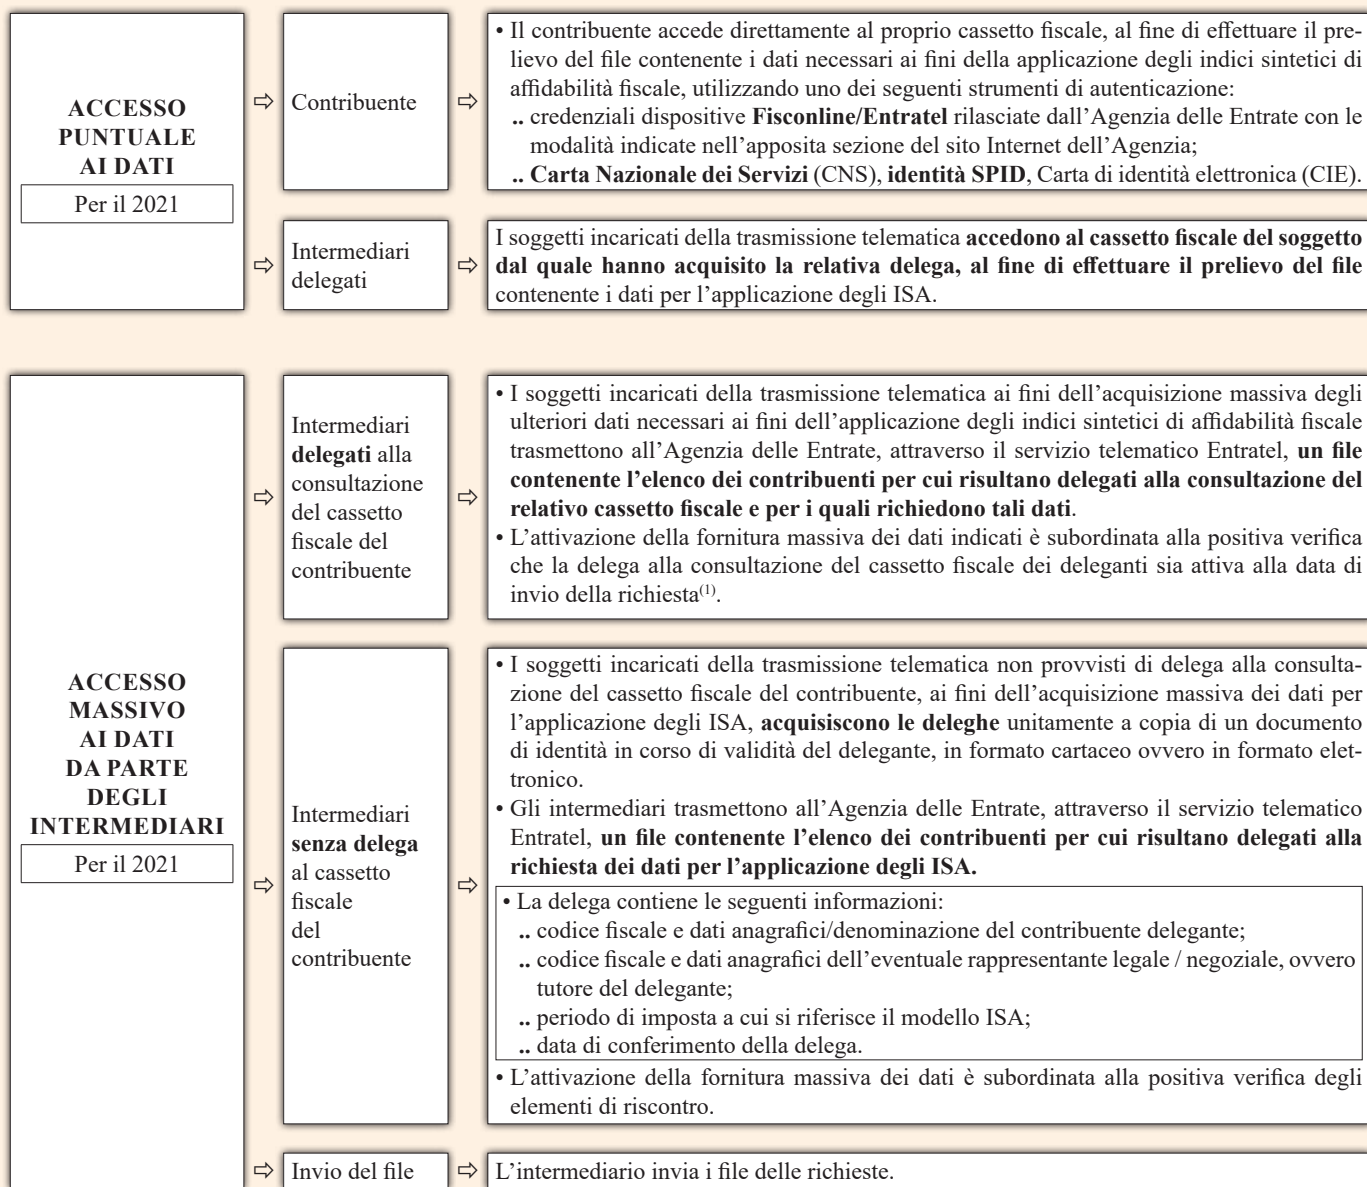 ACCESSO
PUNTUALE
AI DATI
Per il 2021
Contribuente
• Il contribuente accede direttamente al proprio cassetto fiscale, al fine di effettuare il pre-
lievo del file contenente i dati necessari ai fini della applicazione degli indici sintetici di
affidabilità fiscale, utilizzando uno dei seguenti strumenti di autenticazione:
.. credenziali dispositive Fisconline/Entratel rilasciate dall'Agenzia delle Entrate con le
modalità indicate nell'apposita sezione del sito Internet dell'Agenzia;
.. Carta Nazionale dei Servizi (CNS), identità SPID, Carta di identità elettronica (CIE).
Intermediari
delegati
I soggetti incaricati della trasmissione telematica accedono al cassetto fiscale del soggetto
dal quale hanno acquisito la relativa delega, al fine di effettuare il prelievo del file
contenente i dati per l'applicazione degli ISA.
ACCESSO
MASSIVO
AI DATI
DA PARTE
DEGLI
INTERMEDIARI
Per il 2021
Intermediari
delegati alla
consultazione
del cassetto
fiscale del
contribuente
• I soggetti incaricati della trasmissione telematica ai fini dell'acquisizione massiva degli
ulteriori dati necessari ai fini dell'applicazione degli indici sintetici di affidabilità fiscale
trasmettono all'Agenzia delle Entrate, attraverso il servizio telematico Entratel, un file
contenente l'elenco dei contribuenti per cui risultano delegati alla consultazione del
relativo cassetto fiscale e per i quali richiedono tali dati.
• L'attivazione della fornitura massiva dei dati indicati è subordinata alla positiva verifica
che la delega alla consultazione del cassetto fiscale dei deleganti sia attiva alla data di
invio della richiesta(1).
Intermediari
senza delega
al cassetto
fiscale
del
contribuente
• I soggetti incaricati della trasmissione telematica non provvisti di delega alla consulta-
zione del cassetto fiscale del contribuente, ai fini dell'acquisizione massiva dei dati per
l'applicazione degli ISA, acquisiscono le deleghe unitamente a copia di un documento
di identità in corso di validità del delegante, in formato cartaceo ovvero in formato elet-
tronico.
• Gli intermediari trasmettono all'Agenzia delle Entrate, attraverso il servizio telematico
Entratel, un file contenente l'elenco dei contribuenti per cui risultano delegati alla
richiesta dei dati per l'applicazione degli ISA.
• La delega contiene le seguenti informazioni:
.. codice fiscale e dati anagrafici/denominazione del contribuente delegante;
.. codice fiscale e dati anagrafici dell'eventuale rappresentante legale / negoziale, ovvero
tutore del delegante;
.. periodo di imposta a cui si riferisce il modello ISA;
.. data di conferimento della delega.
• L'attivazione della fornitura massiva dei dati è subordinata alla positiva verifica degli
elementi di riscontro.
Invio del file
L'intermediario invia i file delle richieste.